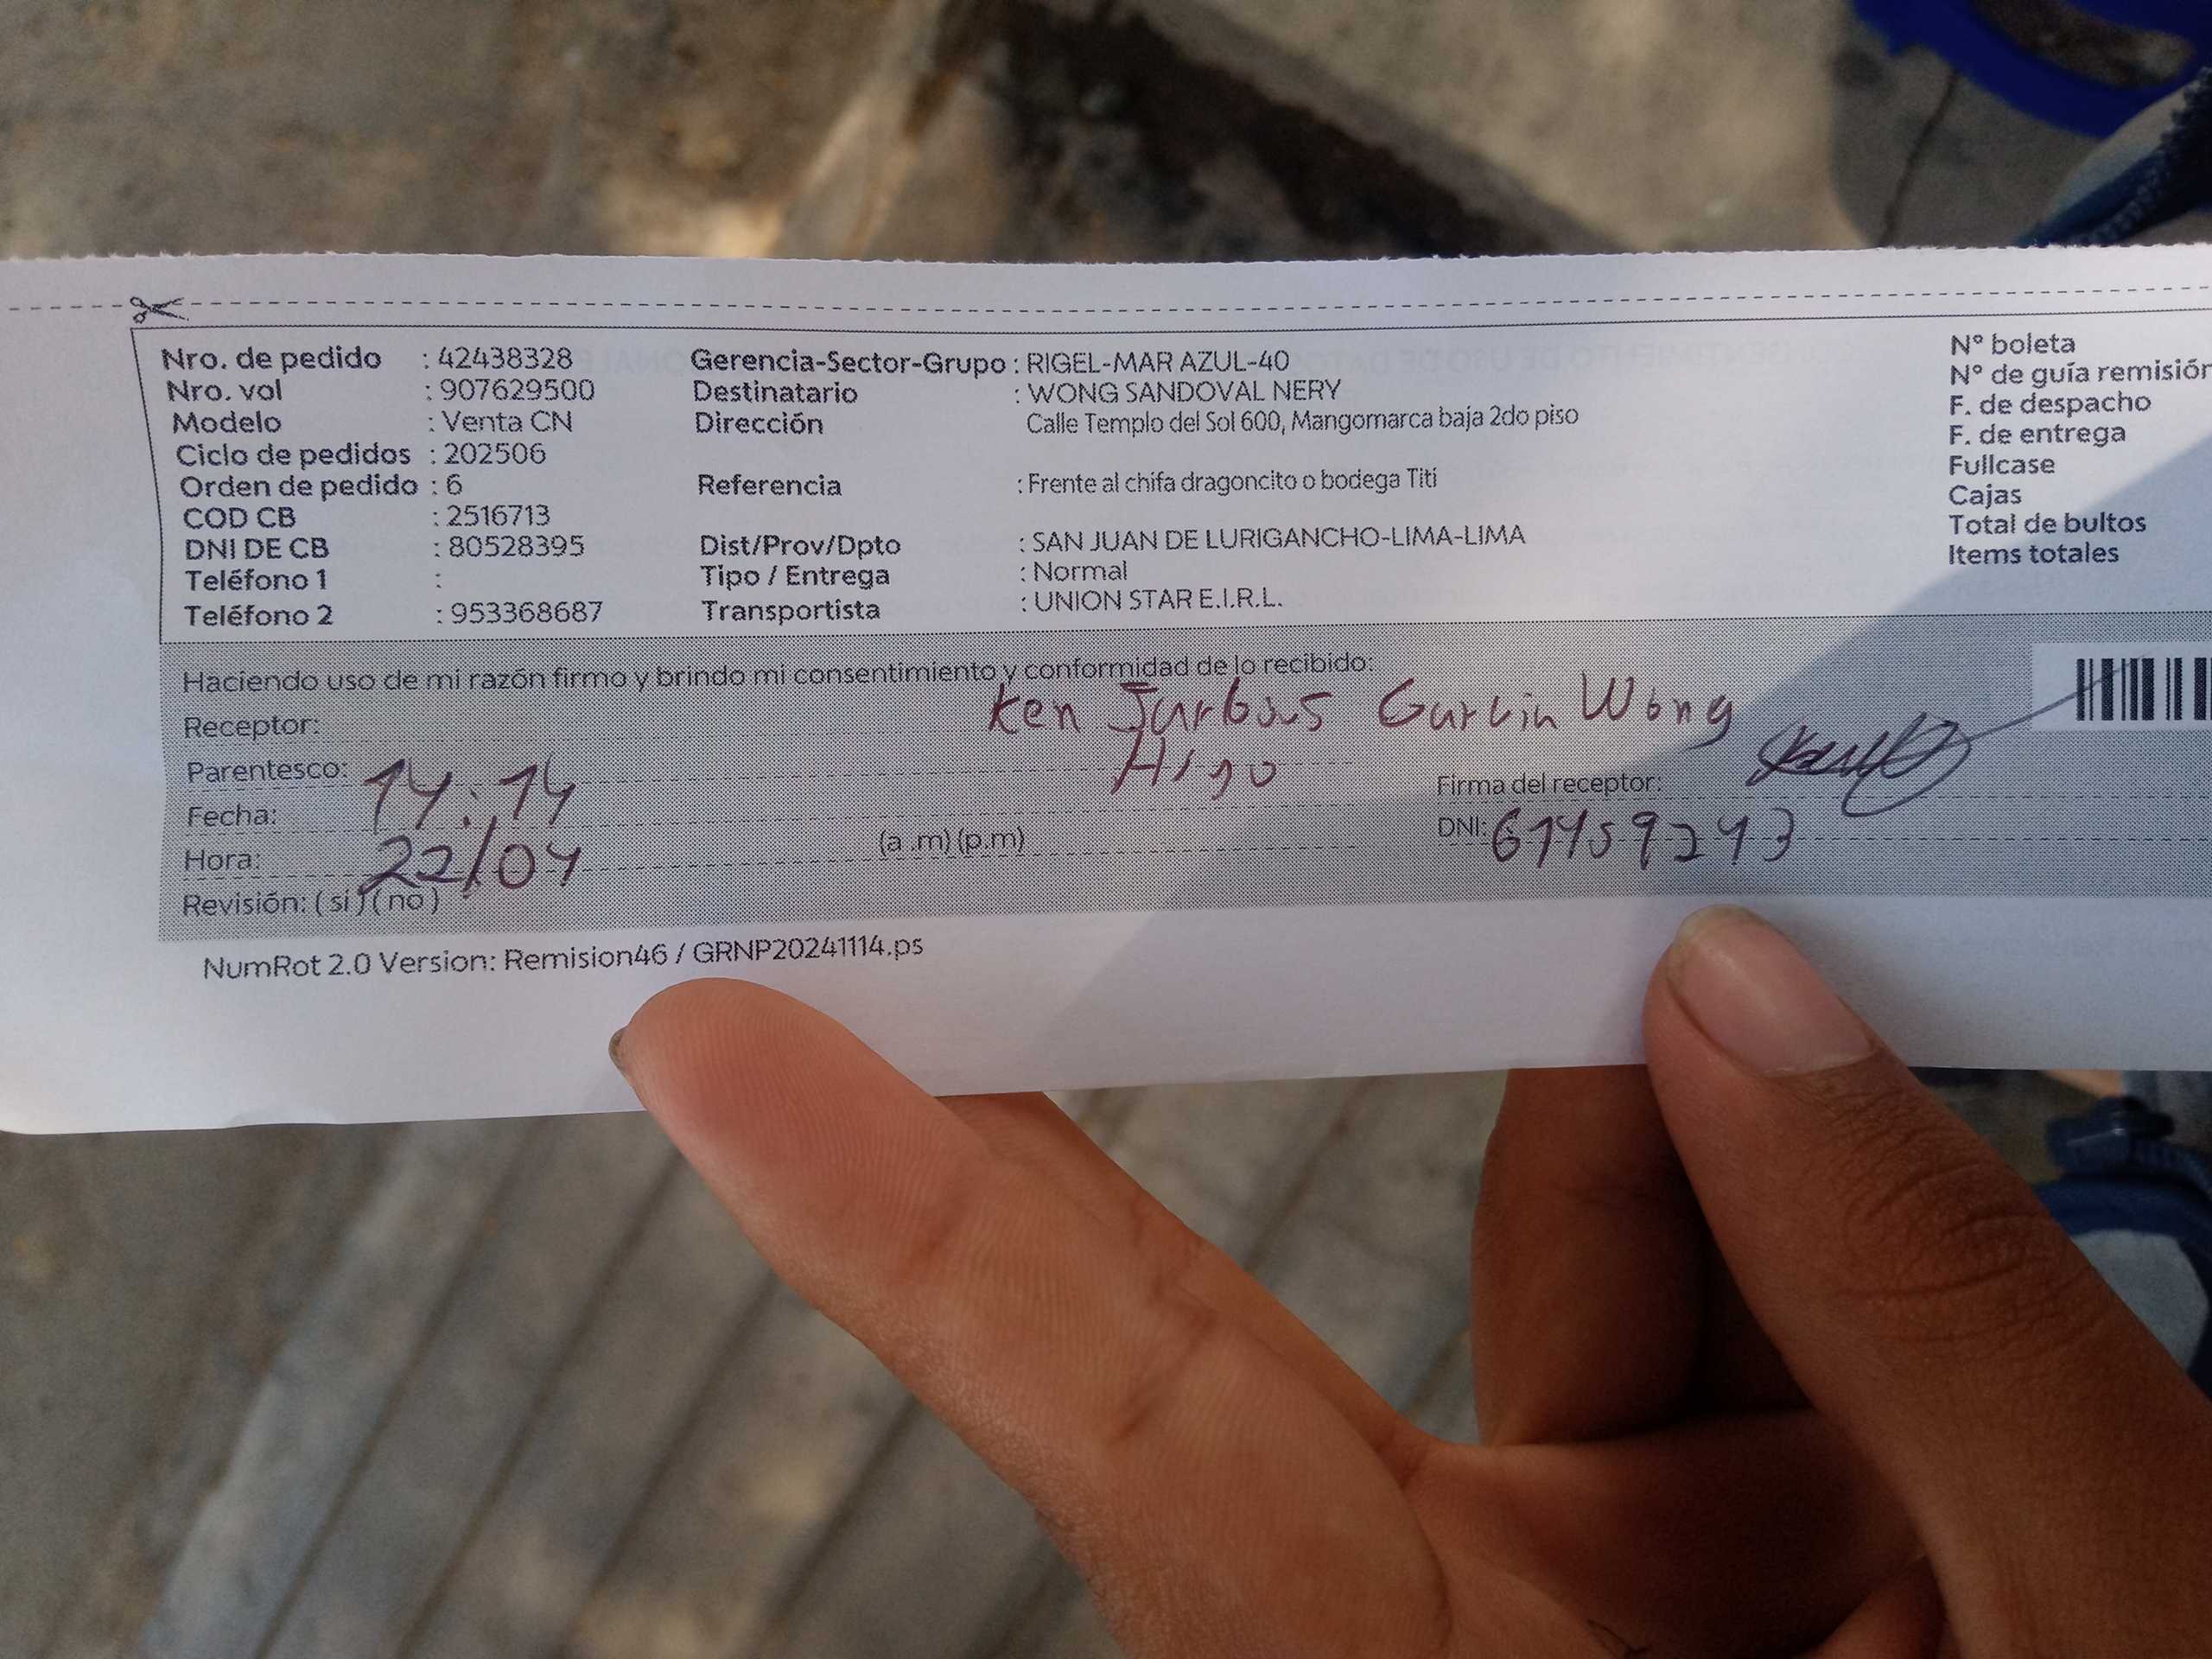 Nro. de pedido : 42438328
Nro. vol : 907629500
Modelo : Venta CN
Ciclo de pedidos : 202506
Orden de pedido : 6
COD CB : 2516713
DNI DE CB : 80528395
Teléfono 1 :
Teléfono 2 : 953368687
Gerencia-Sector-Grupo : RIGEL-MAR AZUL-40
Destinatario : WONG SANDOVAL NERY
Dirección Calle Templo del Sol 600, Mangomarca baja 2do piso
Referencia : Frente al chifa dragoncito o bodega Titi
Dist/Prov/Dpto : SAN JUAN DE LURIGANCHO-LIMA-LIMA
Tipo / Entrega : Normal
Transportista : UNION STAR E.I.R.L.
N° boleta
N° de guía remisión
F. de despacho
F. de entrega
Fullcase
Cajas
Total de bultos
Items totales
Haciendo uso de mi razón firmo y brindo mi consentimiento y conformidad de lo recibido:
Receptor: Ken Wong
Parentesco: Hijo
Fecha: 14:14
Hora: 22/04 (a .m) (p.m)
Revisión: ( si ) ( no )
Firma del receptor:
DNI: 61459243
NumRot 2.0 Version: Remision46 / GRNP20241114.ps